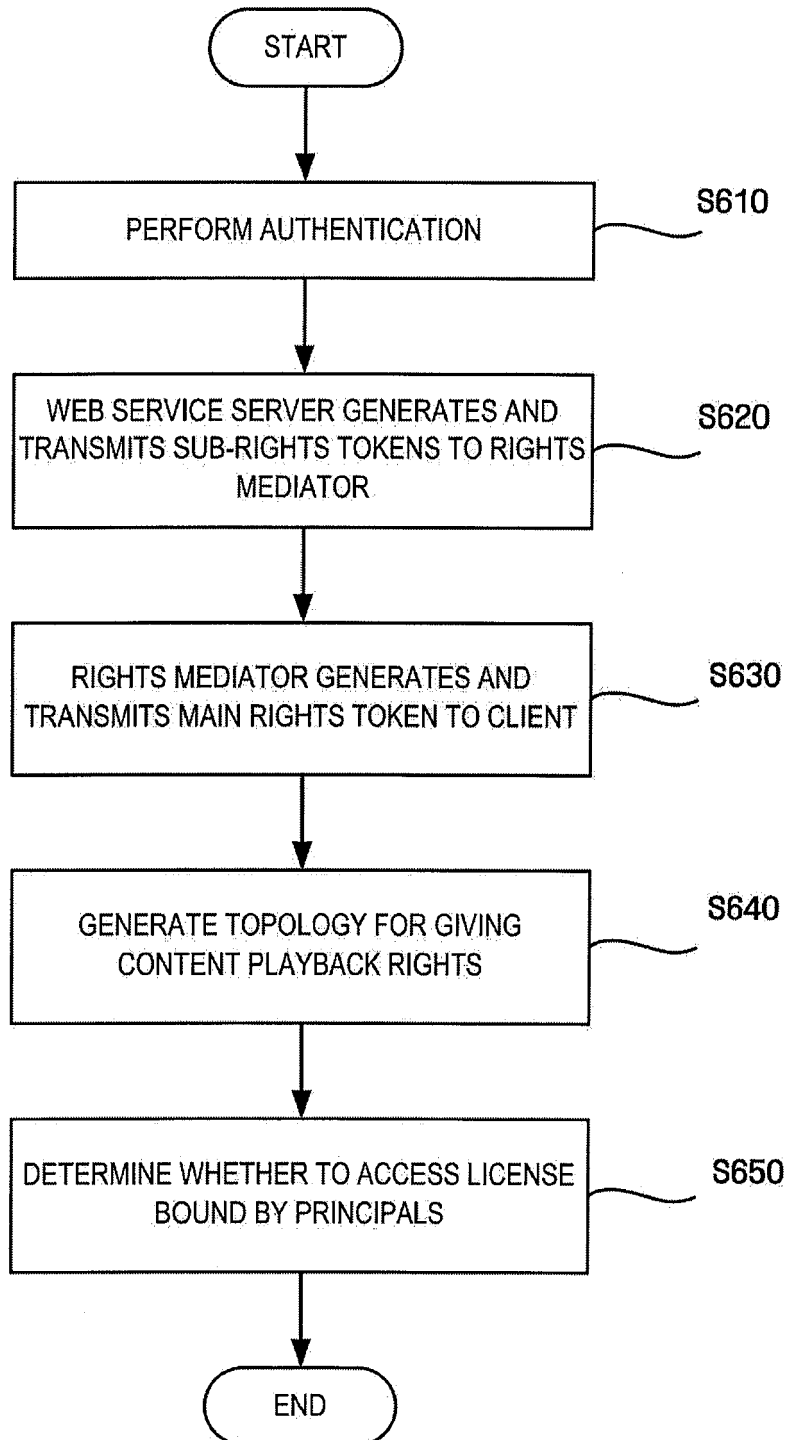 START
PERFORM AUTHENTICATION
S610
WEB SERVICE SERVER GENERATES AND
TRANSMITS SUB-RIGHTS TOKENS TO RIGHTS
MEDIATOR
S620
RIGHTS MEDIATOR GENERATES AND
TRANSMITS MAIN RIGHTS TOKEN TO CLIENT
S630
GENERATE TOPOLOGY FOR GIVING
CONTENT PLAYBACK RIGHTS
S640
DETERMINE WHETHER TO ACCESS LICENSE
BOUND BY PRINCIPALS
S650
END